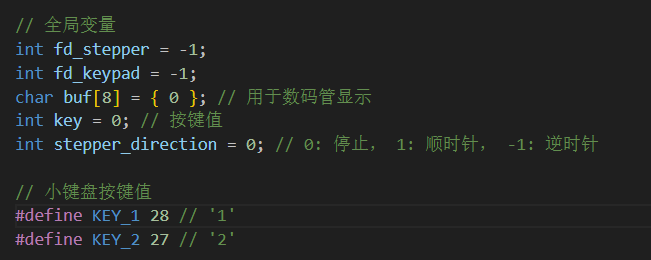 // 全局变量
int fd_stepper = -1;
int fd_keypad = -1;
char buf[8] = { 0 }; // 用于数码管显示
int key = 0; // 按键值
int stepper_direction = 0; // 0: 停止, 1: 顺时针, -1: 逆时针
// 小键盘按键值
#define KEY_1 28 // '1'
#define KEY_2 27 // '2'